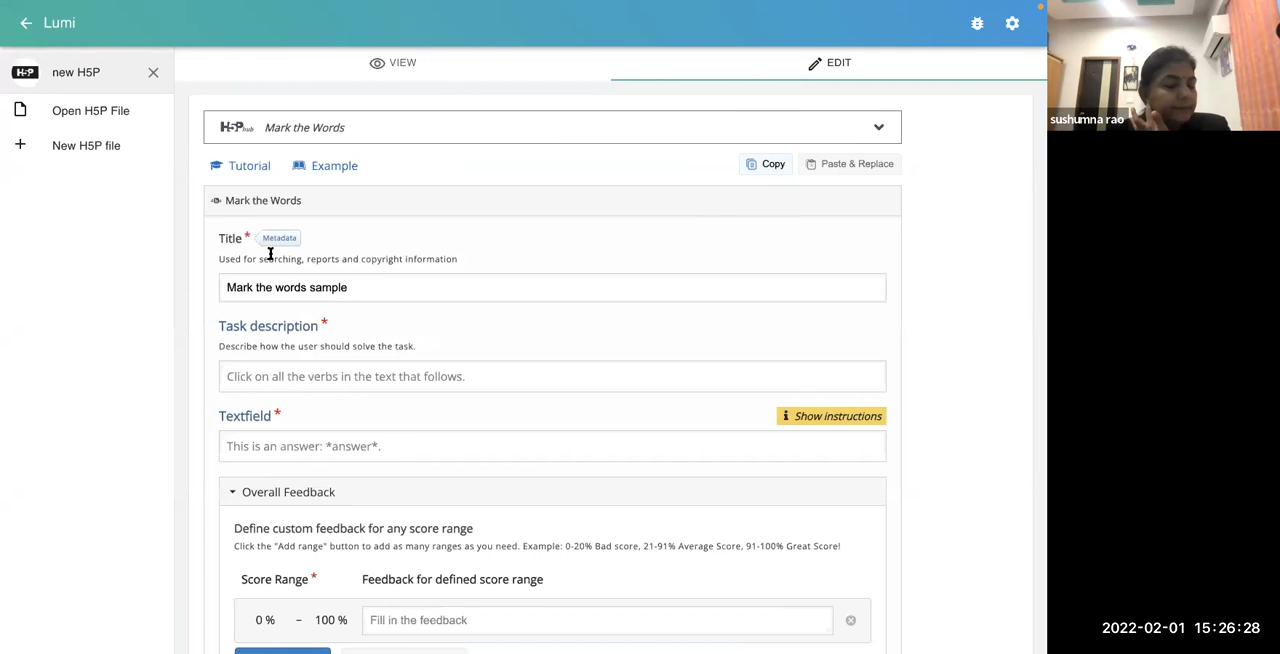 Lumi
H5P new H5P
Open H5P File
New H5P file
VIEW
EDIT
H5Phub Mark the Words
Tutorial
Example
Copy
Paste & Replace
Mark the Words
Title * Metadata
Used for searching, reports and copyright information
Mark the words sample
Task description *
Describe how the user should solve the task.
Click on all the verbs in the text that follows.
Textfield *
i Show instructions
This is an answer: *answer*.
Overall Feedback
Define custom feedback for any score range
Click the "Add range" button to add as many ranges as you need. Example: 0-20% Bad score, 21-91% Average Score, 91-100% Great Score!
Score Range * Feedback for defined score range
0 % – 100 % Fill in the feedback
sushumna rao
2022-02-01 15:26:28